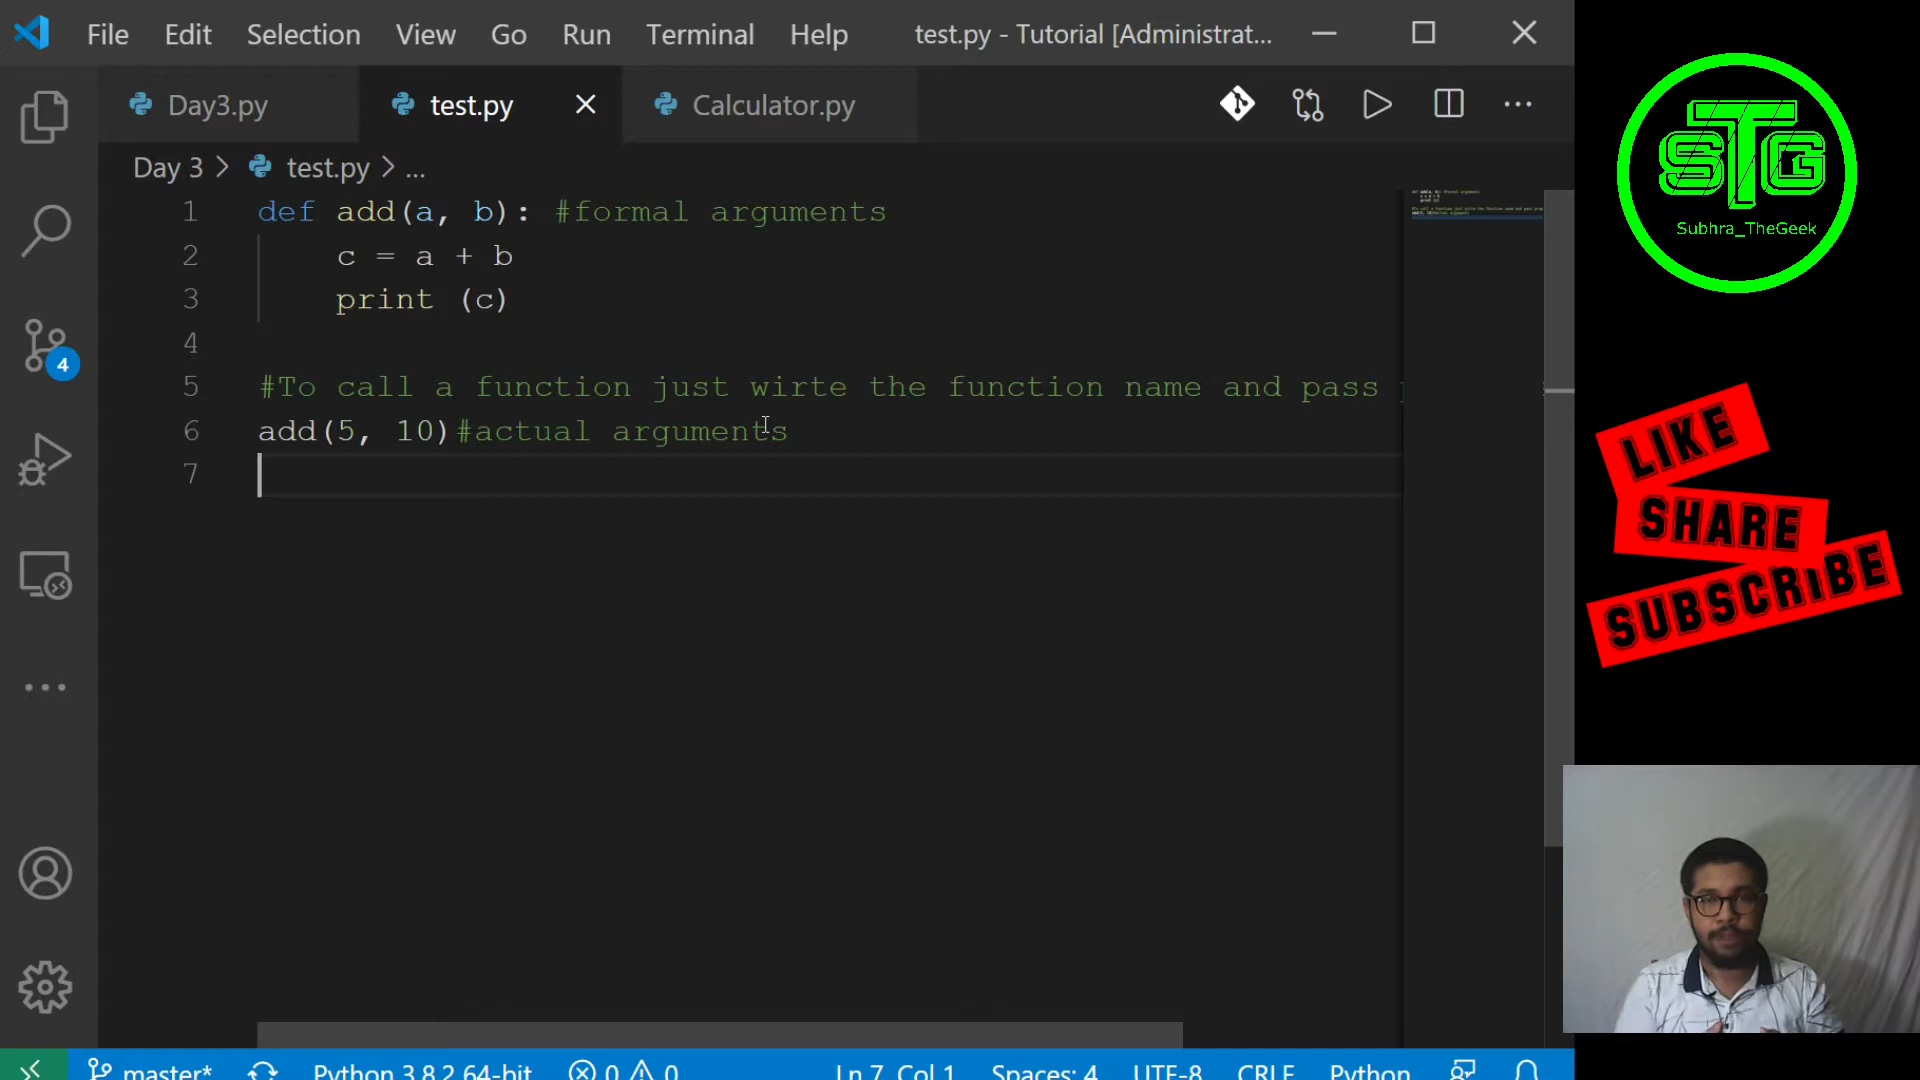 File Edit Selection View Go Run Terminal Help test.py - Tutorial [Administrat...
Day3.py test.py Calculator.py
Day 3 > test.py > ...
1 def add(a, b): #formal arguments
2 c = a + b
3 print (c)
4
5 #To call a function just wirte the function name and pass
6 add(5, 10)#actual arguments
7
4
master* Python 3.8.2 64-bit 0 0 Ln 7, Col 1 Spaces: 4 UTF-8 CRLF Python
STG
Subhra_TheGeek
LIKE
SHARE
SUBSCRIBE